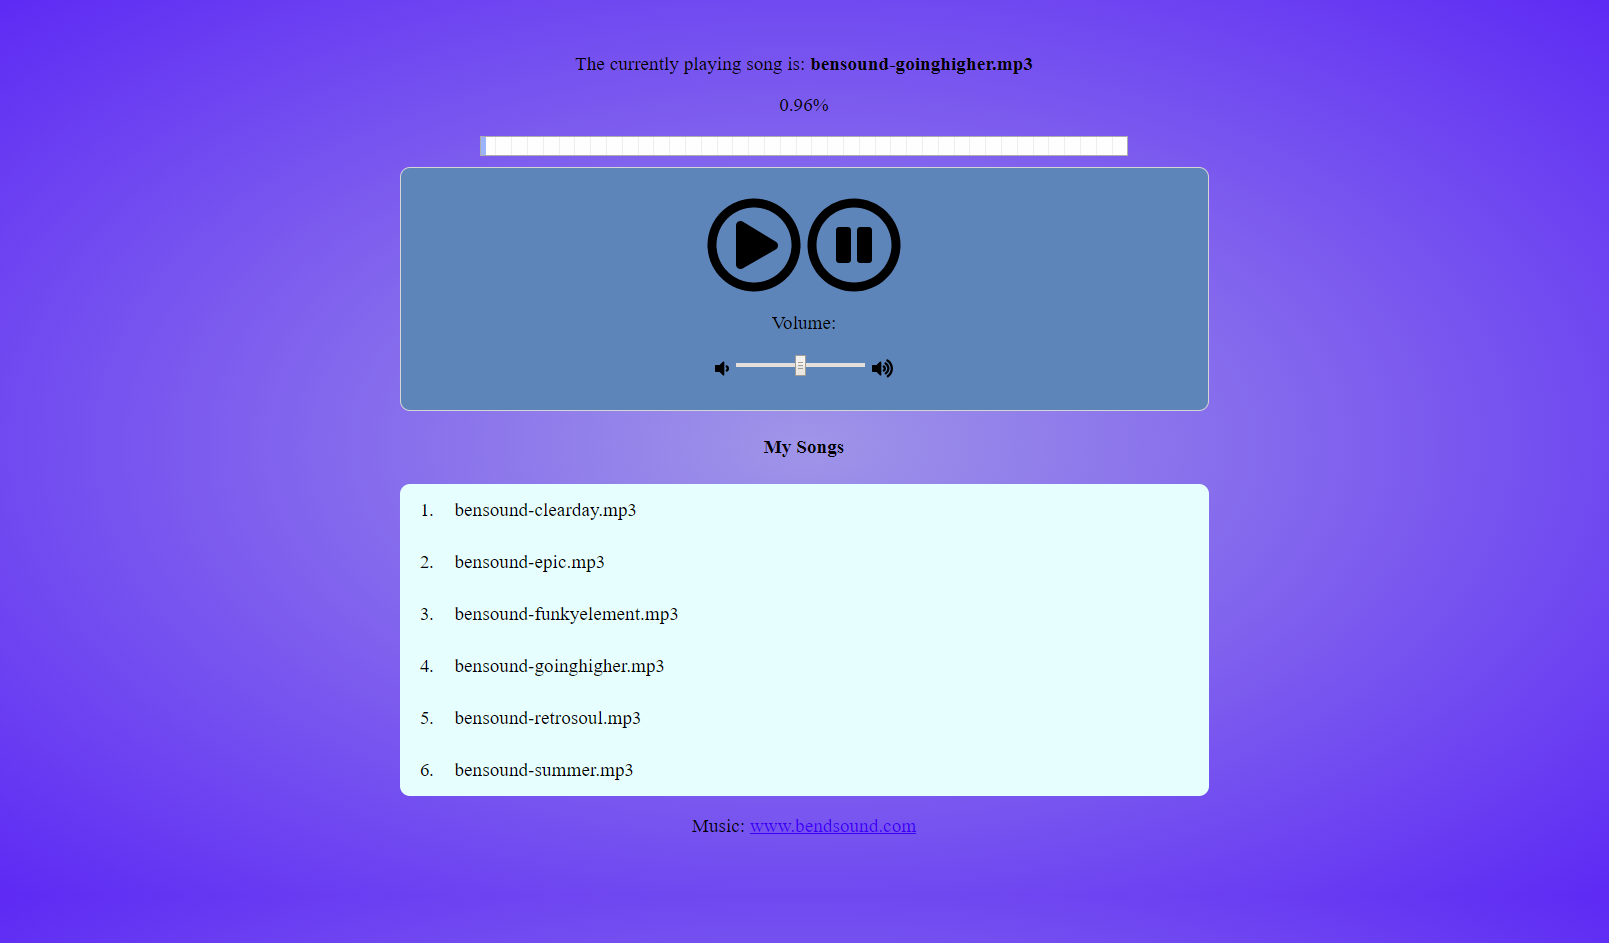 The currently playing song is: bensound-goinghigher.mp3
0.96%
Volume:
My Songs
1. bensound-clearday.mp3
2. bensound-epic.mp3
3. bensound-funkyelement.mp3
4. bensound-goinghigher.mp3
5. bensound-retrosoul.mp3
6. bensound-summer.mp3
Music: www.bendsound.com